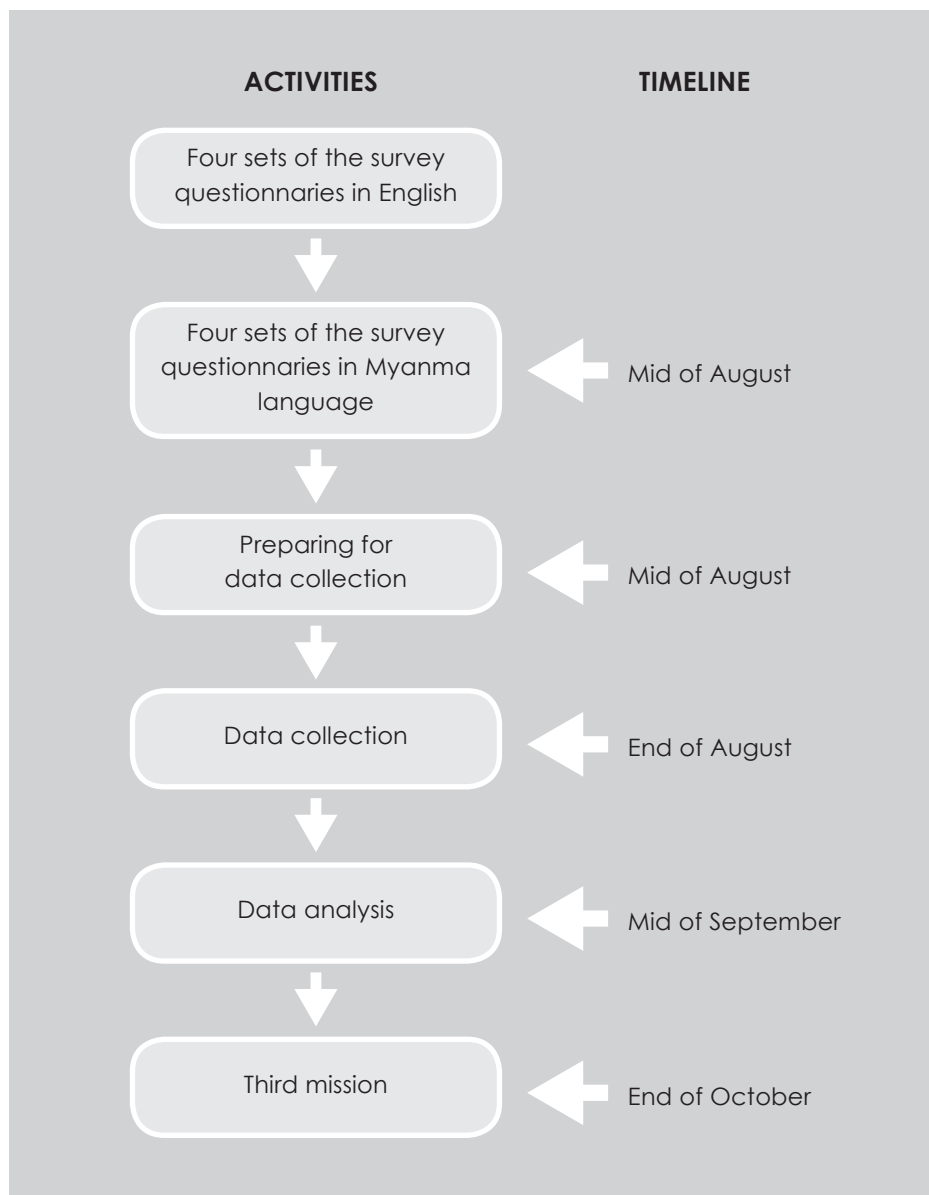 ACTIVITIES
TIMELINE
Four sets of the survey
questionnaries in English
Four sets of the survey
questionnaries in Myanma
language
Mid of August
Preparing for
data collection
Mid of August
Data collection
End of August
Data analysis
Mid of September
Third mission
End of October